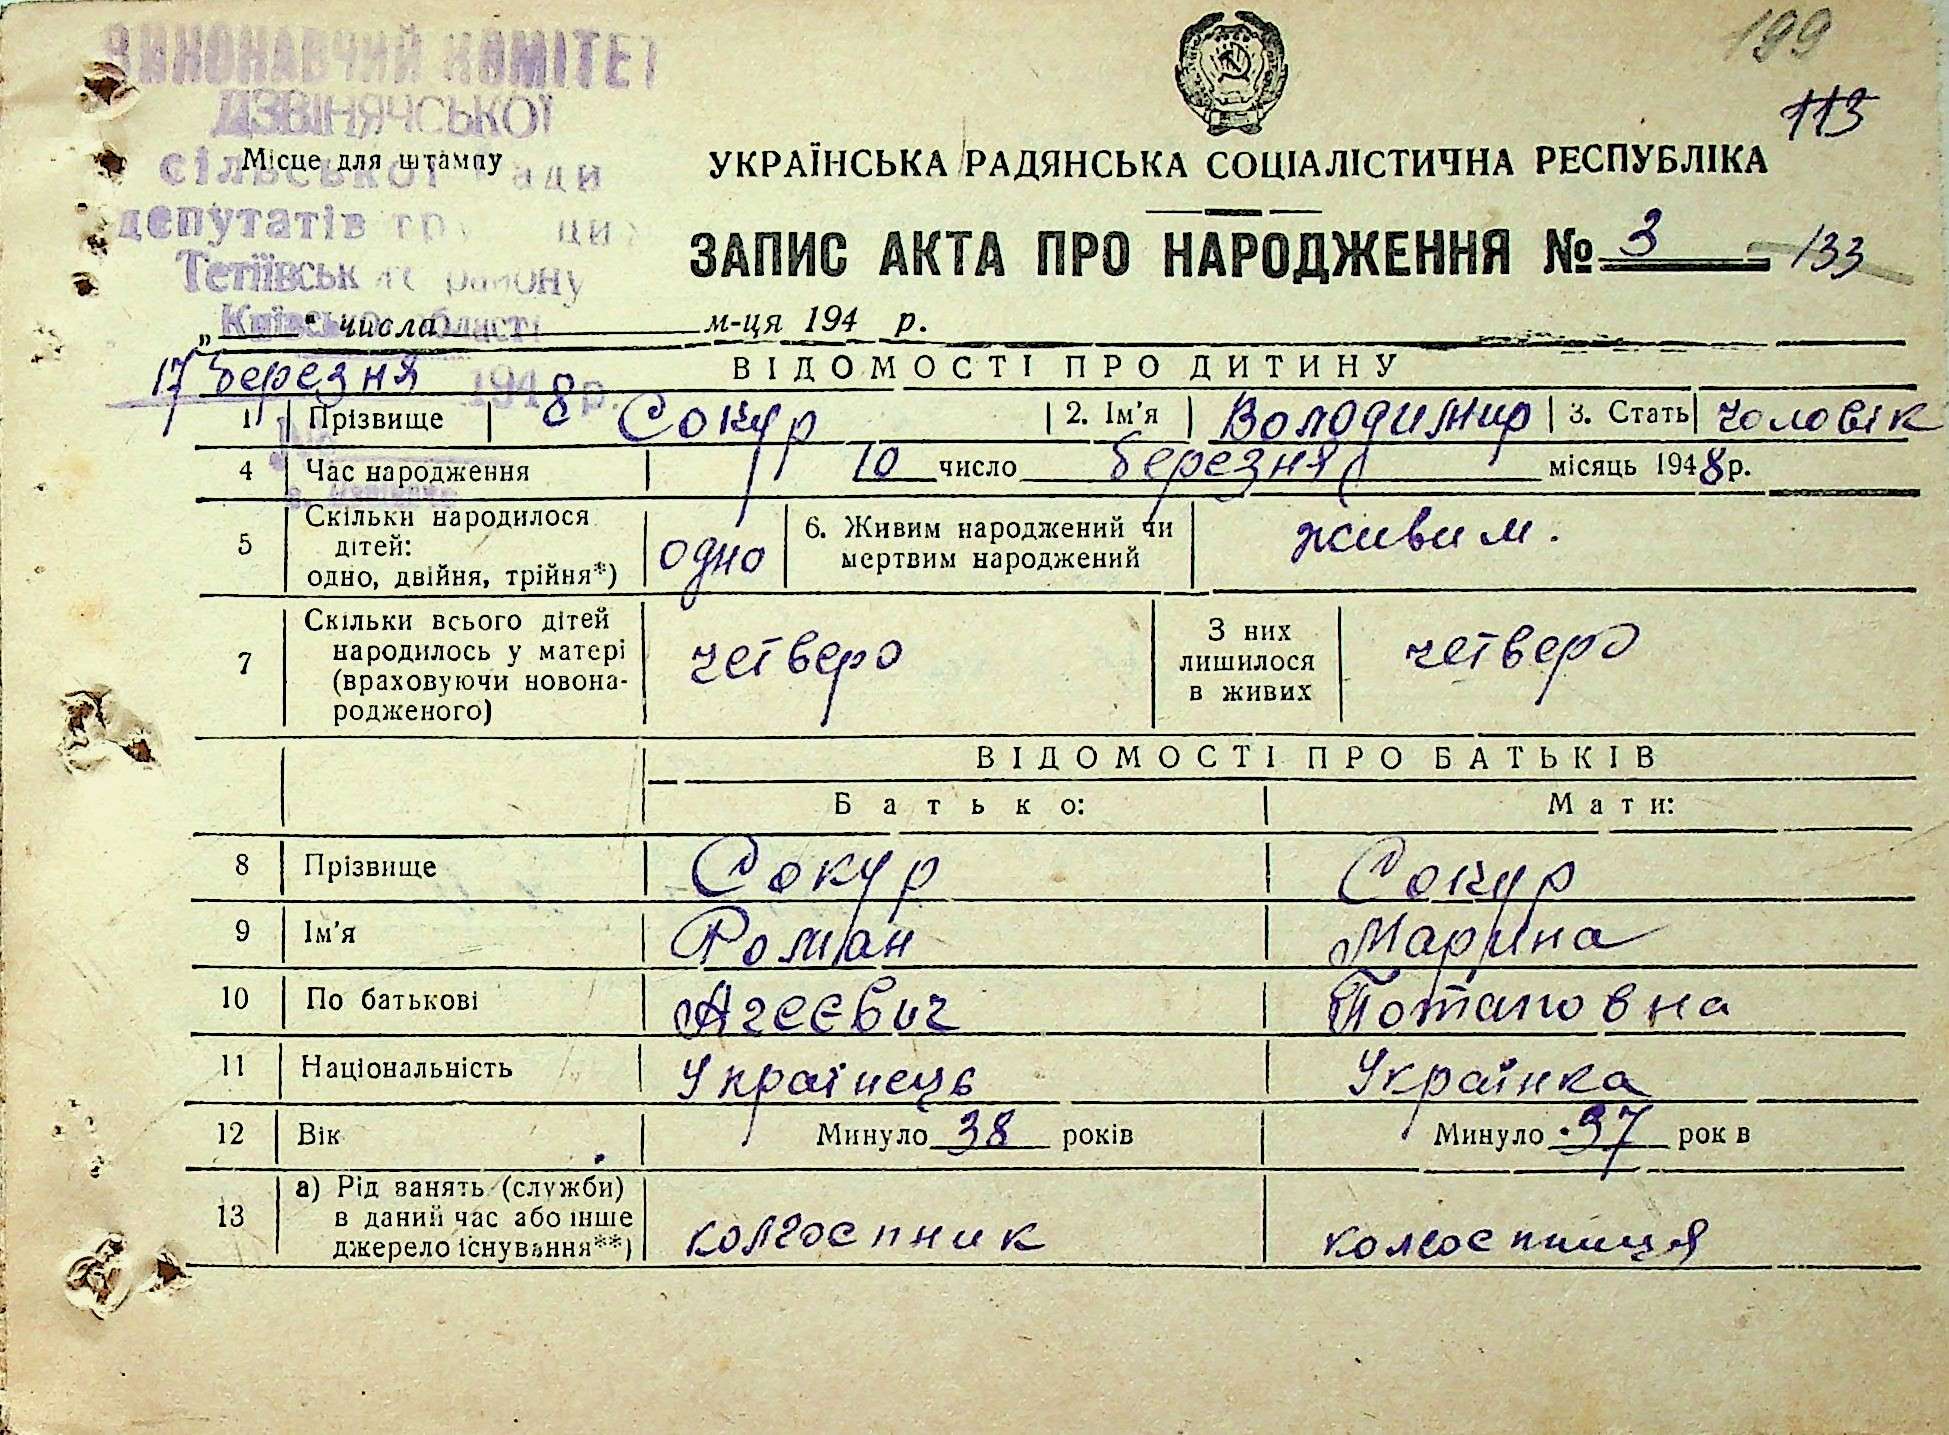 ВИКОНАВЧИЙ КОМІТЕТ
ДЗВІНЯЧСЬКОЇ
сільської Ради
депутатів
Тетіївськ району
Київської області
199
113
Місце для штампу
УКРАЇНСЬКА РАДЯНСЬКА СОЦІАЛІСТИЧНА РЕСПУБЛІКА
ЗАПИС АКТА ПРО НАРОДЖЕННЯ № 3 133
„ “ числа м-ця 194 р.
17 березня 1948 р.
ВІДОМОСТІ ПРО ДИТИНУ
1 Прізвище Сокур 2. Ім'я Володимир 3. Стать чоловік
4 Час народження 10 число березня місяць 1948 р.
5 Скільки народилося дітей: одно, двійня, трійня*) одно 6. Живим народжений чи мертвим народжений живим.
7 Скільки всього дітей народилось у матері (враховуючи новонародженого) четверо З них лишилося в живих четверо
ВІДОМОСТІ ПРО БАТЬКІВ
Батько: Мати:
8 Прізвище Сокур Сокур
9 Ім'я Роман Марина
10 По батькові Агеєвич Потаповна
11 Національність Українець Українка
12 Вік Минуло 38 років Минуло 37 рок в
13 а) Рід занять (служби) в даний час або інше джерело існування**) колгоспник колгоспниця